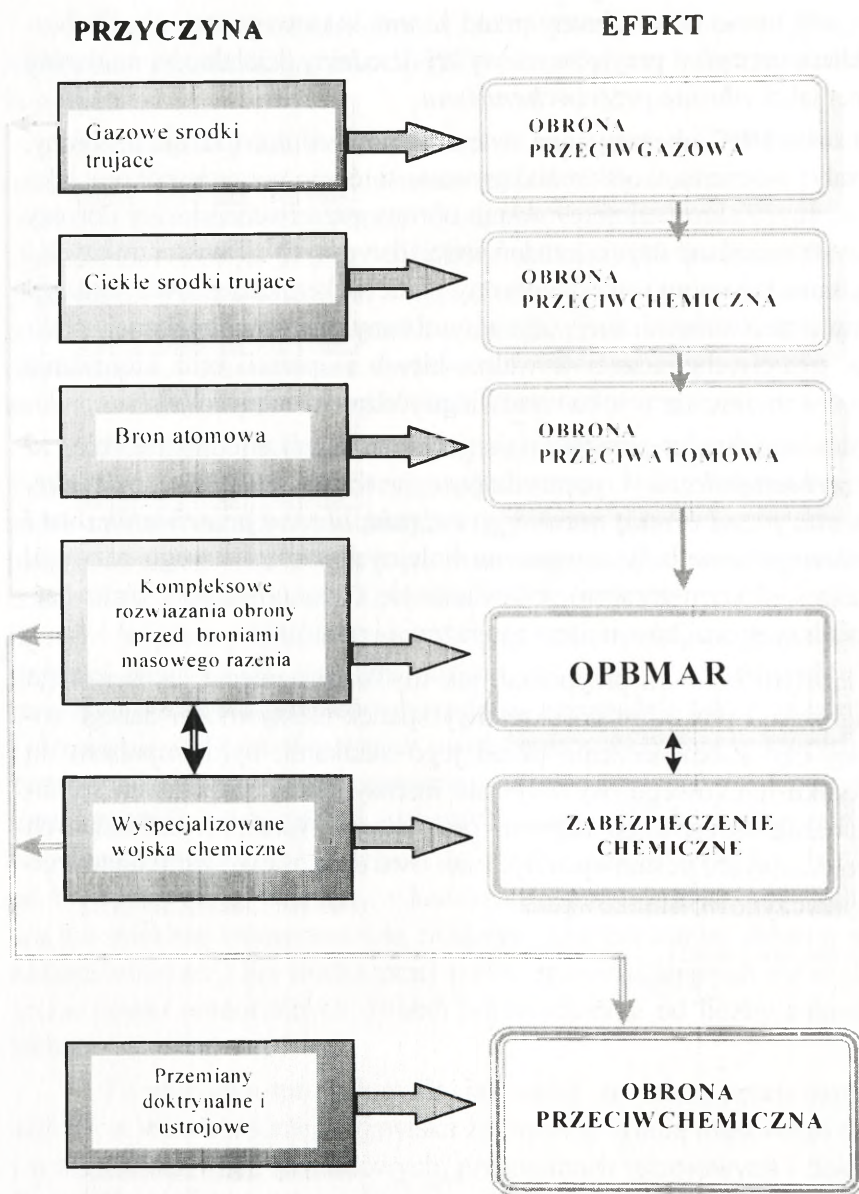 PRZYCZYNA
EFEKT
Gazowe srodki
trujace
OBRONA
PRZECIWGAZOWA
Ciekle srodki trujace
OBRONA
PRZECIWCHEMICZNA
Bron atomowa
OBRONA
PRZECIWATOMOWA
Kompleksowe
rozwiazania obrony
przed broniami
masowego razenia
OPBMAR
Wyspecjalizowane
wojska chemiczne
ZABEZPIECZENIE
CHEMICZNE
Przemiany
doktrynalne i
ustrojowe
OBRONA
PRZECIWCHEMICZNA